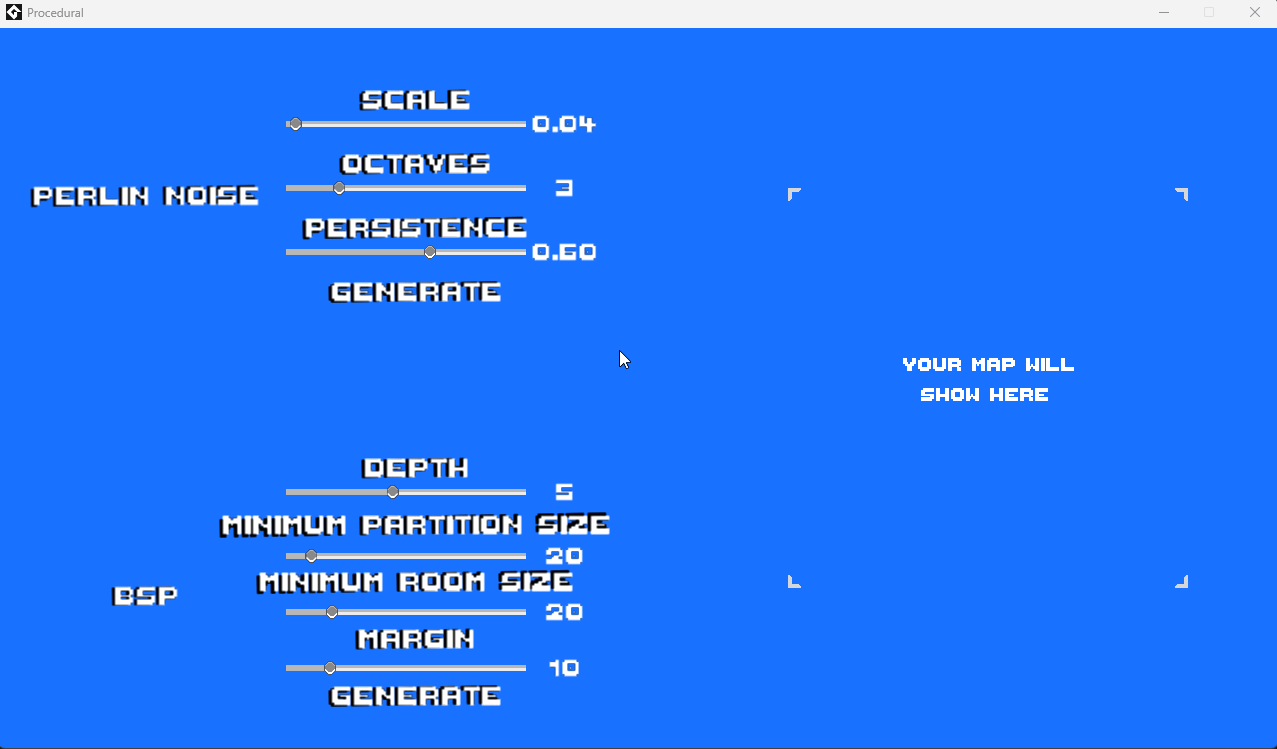 Procedural
SCALE
0.04
OCTAVES
3
PERLIN NOISE
PERSISTENCE
0.60
GENERATE
YOUR MAP WILL
SHOW HERE
DEPTH
5
MINIMUM PARTITION SIZE
20
MINIMUM ROOM SIZE
20
BSP
MARGIN
10
GENERATE